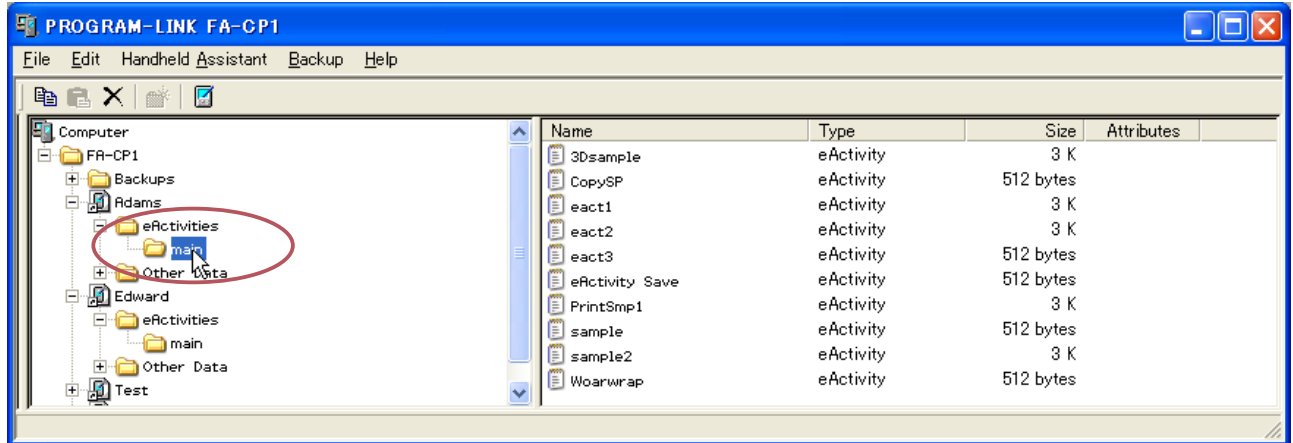 PROGRAM-LINK FA-CP1
File Edit Handheld Assistant Backup Help
Computer
FA-CP1
Backups
Adams
eActivities
main
Other Data
Edward
eActivities
main
Other Data
Test
Name Type Size Attributes
3Dsample eActivity 3 K
CopySP eActivity 512 bytes
eact1 eActivity 3 K
eact2 eActivity 3 K
eact3 eActivity 512 bytes
eActivity Save eActivity 512 bytes
PrintSmp1 eActivity 3 K
sample eActivity 512 bytes
sample2 eActivity 3 K
Woarwrap eActivity 512 bytes